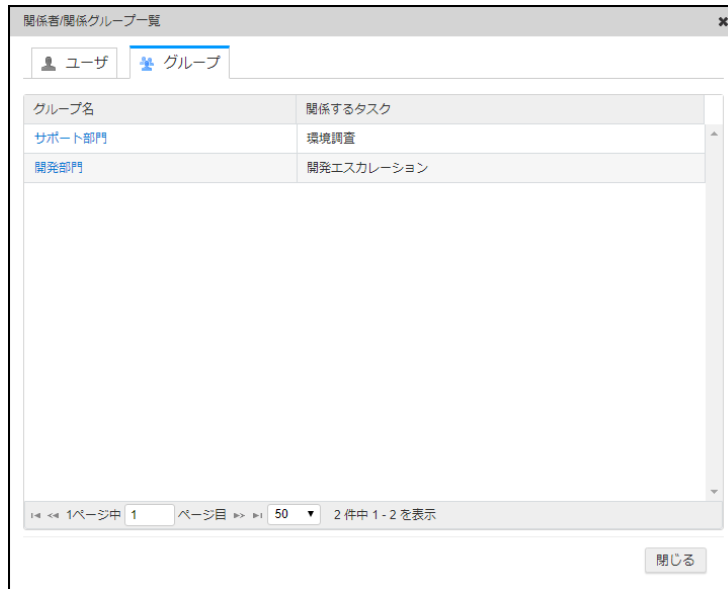 関係者/関係グループ一覧
ユーザ グループ
グループ名 関係するタスク
サポート部門 環境調査
開発部門 開発エスカレーション
1ページ中 1 ページ目 50 2 件中 1 - 2 を表示
閉じる